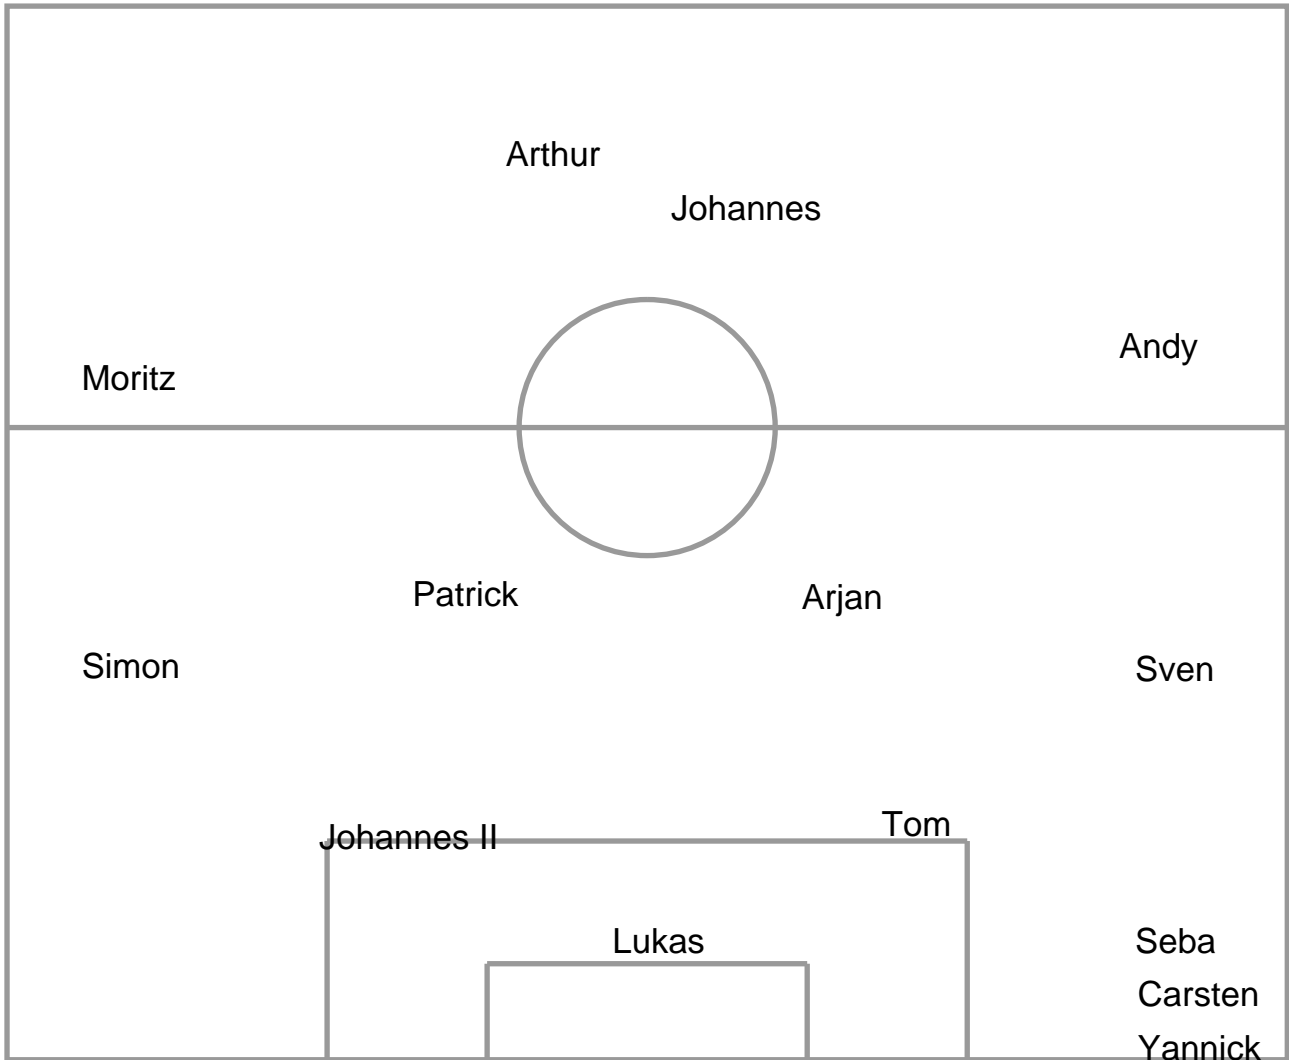 Arthur
Johannes
Andy
Moritz
Patrick
Arjan
Simon
Sven
Tom
Johannes II
Lukas
Seba
Carsten
Yannick